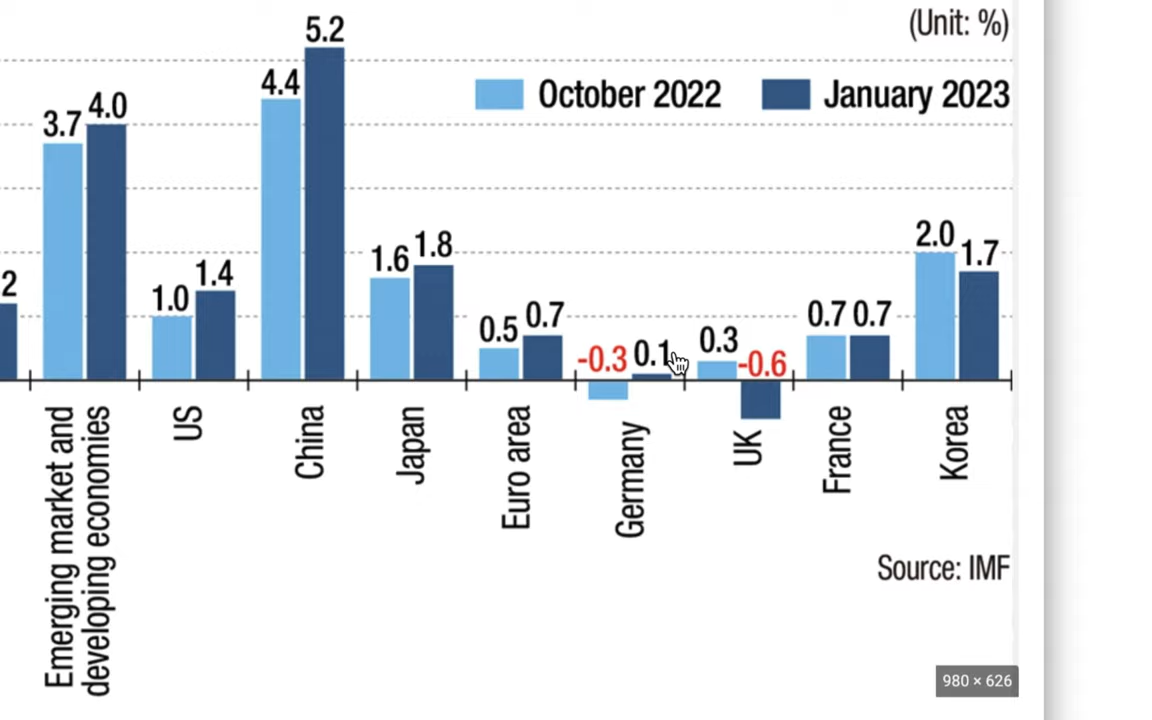 (Unit: %)
October 2022
January 2023
2
3.7
4.0
1.0
1.4
4.4
5.2
1.6
1.8
0.5
0.7
-0.3
0.1
0.3
-0.6
0.7
0.7
2.0
1.7
Emerging market and
developing economies
US
China
Japan
Euro area
Germany
UK
France
Korea
Source: IMF
980 × 626